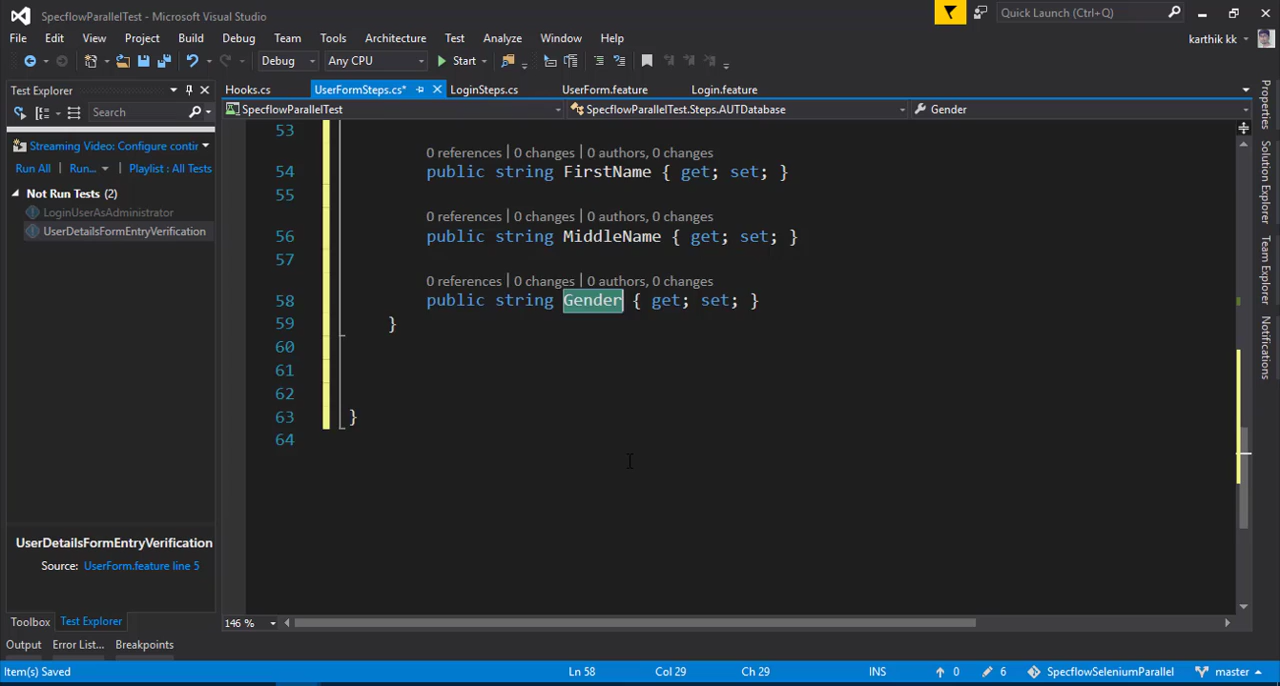 SpecflowParallelTest - Microsoft Visual Studio
Quick Launch (Ctrl+Q)
File Edit View Project Build Debug Team Tools Architecture Test Analyze Window Help
karthik kk
Debug Any CPU Start
Test Explorer
Hooks.cs UserFormSteps.cs* LoginSteps.cs UserForm.feature Login.feature
SpecflowParallelTest SpecflowParallelTest.Steps.AUTDatabase Gender
Search
Streaming Video: Configure contir
Run All Run... Playlist : All Tests
Not Run Tests (2)
LoginUserAsAdministrator
UserDetailsFormEntryVerification
53
0 references | 0 changes | 0 authors, 0 changes
54 public string FirstName { get; set; }
55
0 references | 0 changes | 0 authors, 0 changes
56 public string MiddleName { get; set; }
57
0 references | 0 changes | 0 authors, 0 changes
58 public string Gender { get; set; }
59 }
60
61
62
63 }
64
Properties
Solution Explorer
Team Explorer
Notifications
UserDetailsFormEntryVerification
Source: UserForm.feature line 5
Toolbox Test Explorer
146 %
Output Error List... Breakpoints
Item(s) Saved Ln 58 Col 29 Ch 29 INS 0 6 SpecflowSeleniumParallel master